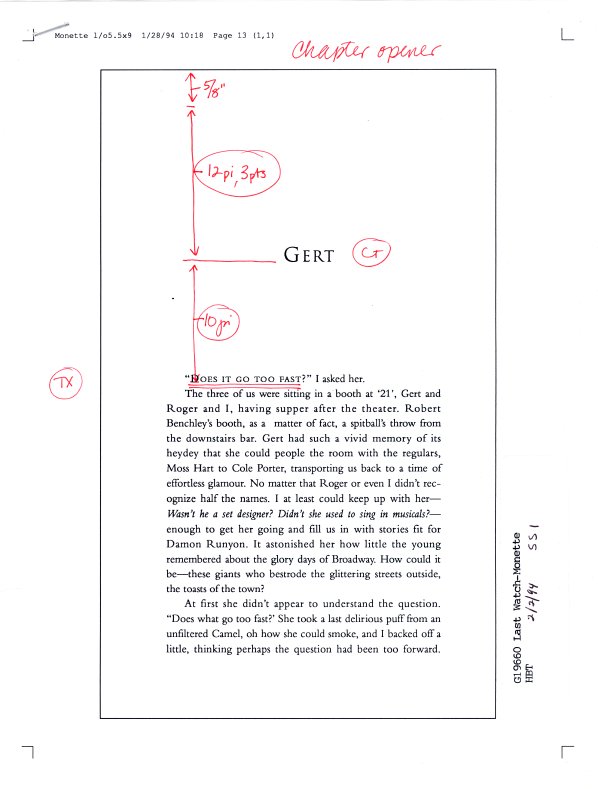 Monette 1/o5.5x9 1/28/94 10:18 Page 13 (1,1)
Chapter opener
5/8"
12pi, 3pts
GERT CT
10 pi
TX
"DOES IT GO TOO FAST?" I asked her.
The three of us were sitting in a booth at '21', Gert and
Roger and I, having supper after the theater. Robert
Benchley's booth, as a matter of fact, a spitball's throw from
the downstairs bar. Gert had such a vivid memory of its
heyday that she could people the room with the regulars,
Moss Hart to Cole Porter, transporting us back to a time of
effortless glamour. No matter that Roger or even I didn't rec-
ognize half the names. I at least could keep up with her—
Wasn't he a set designer? Didn't she used to sing in musicals?—
enough to get her going and fill us in with stories fit for
Damon Runyon. It astonished her how little the young
remembered about the glory days of Broadway. How could it
be—these giants who bestrode the glittering streets outside,
the toasts of the town?
At first she didn't appear to understand the question.
"Does what go too fast?' She took a last delirious puff from an
unfiltered Camel, oh how she could smoke, and I backed off a
little, thinking perhaps the question had been too forward.
G19660 Last Watch-Monette
HBT 2/2/94 SS1